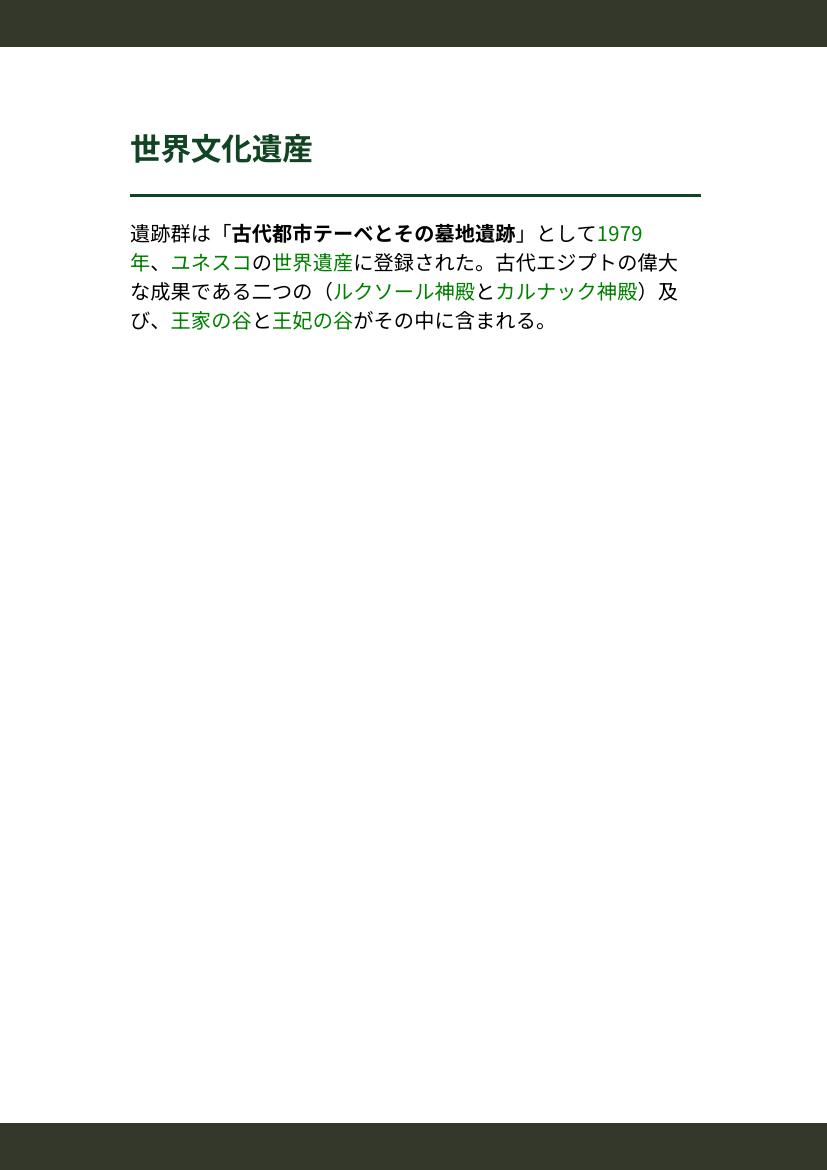 世界文化遺産
遺跡群は「古代都市テーベとその墓地遺跡」として1979
年、ユネスコの世界遺産に登録された。古代エジプトの偉大
な成果である二つの（ルクソール神殿とカルナック神殿）及
び、王家の谷と王妃の谷がその中に含まれる。